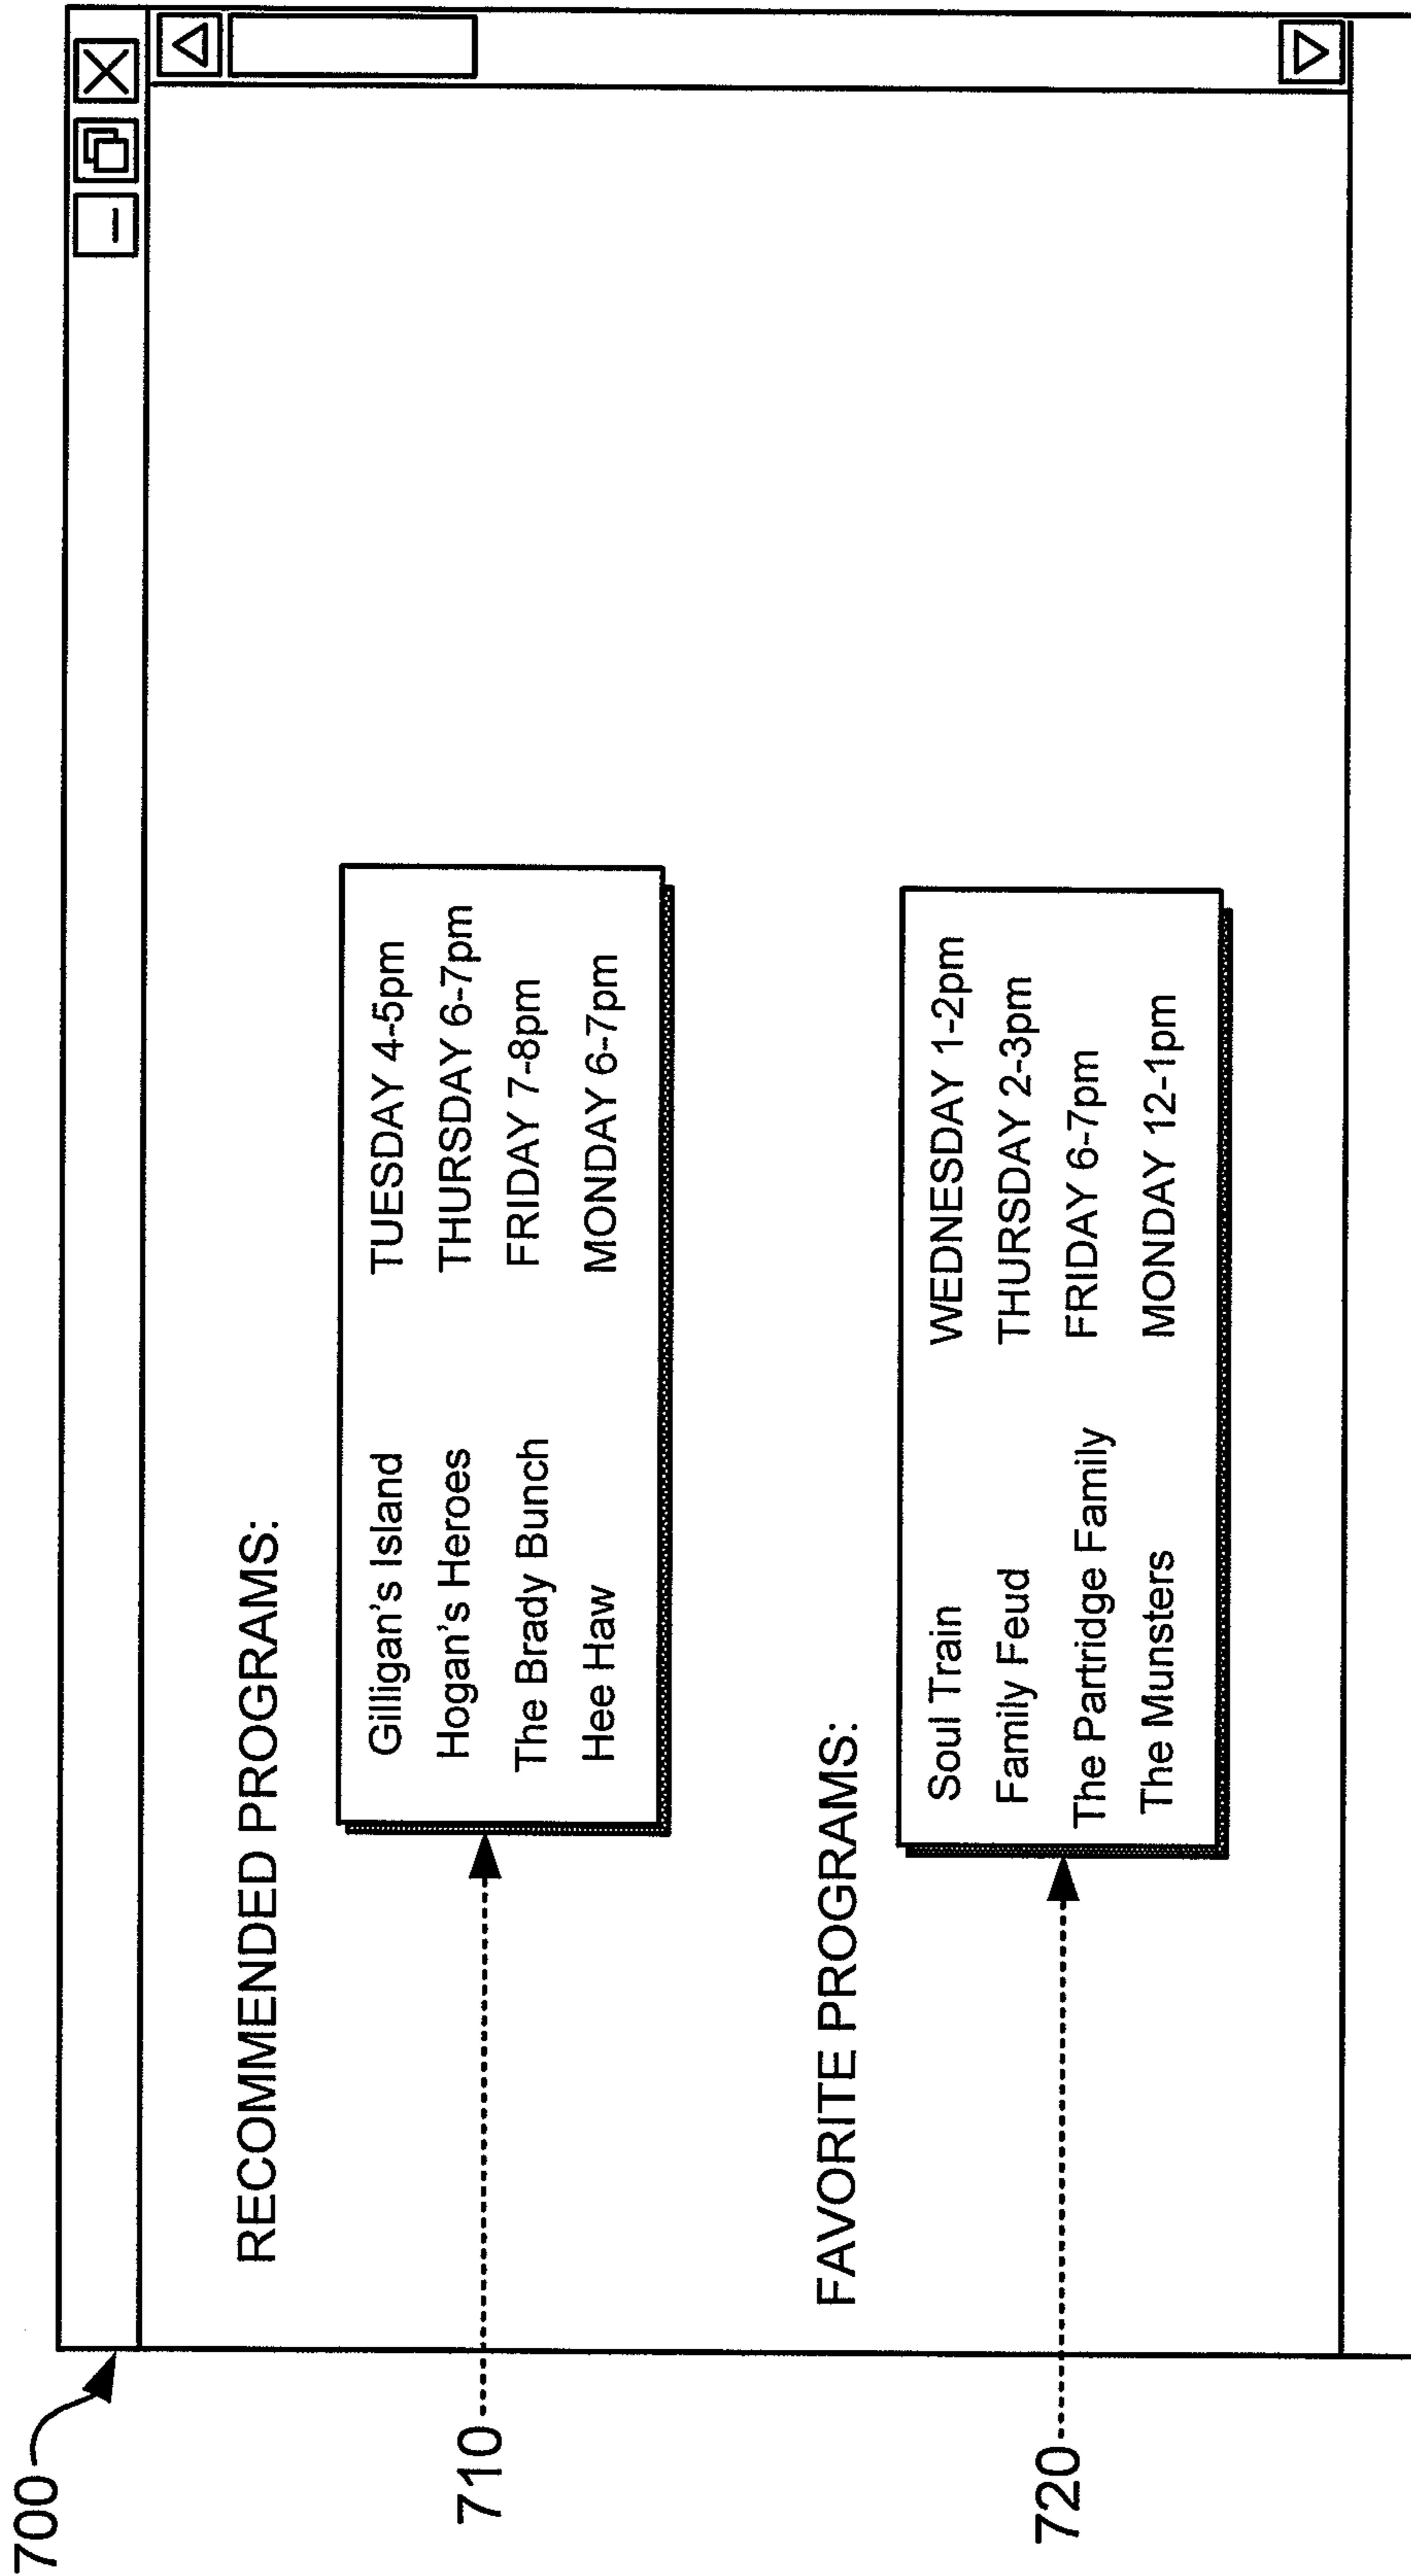 700
RECOMMENDED PROGRAMS:
710
Gilligan's Island TUESDAY 4-5pm
Hogan's Heroes THURSDAY 6-7pm
The Brady Bunch FRIDAY 7-8pm
Hee Haw MONDAY 6-7pm
FAVORITE PROGRAMS:
720
Soul Train WEDNESDAY 1-2pm
Family Feud THURSDAY 2-3pm
The Partridge Family FRIDAY 6-7pm
The Munsters MONDAY 12-1pm